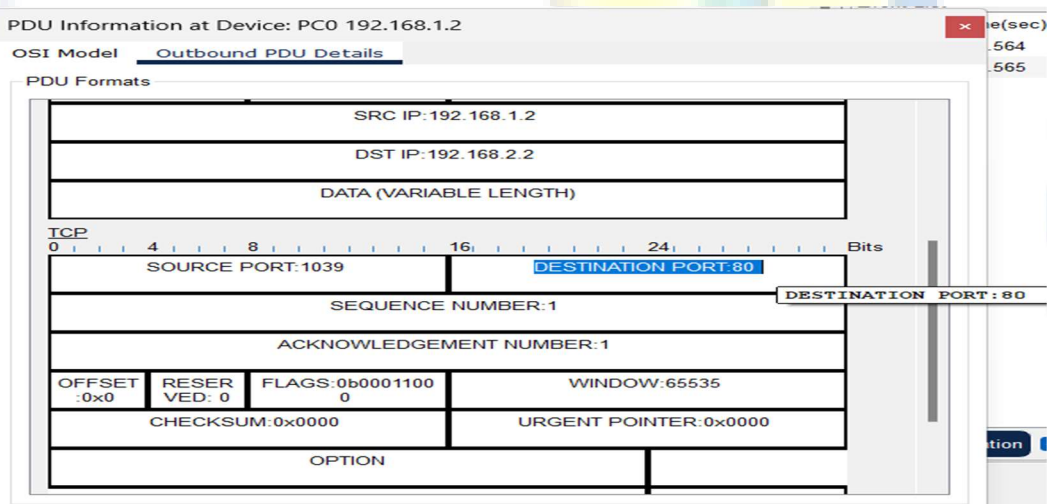 PDU Information at Device: PC0 192.168.1.2
×
e(sec)
OSI Model Outbound PDU Details
.564
.565
PDU Formats
SRC IP:192.168.1.2
DST IP:192.168.2.2
DATA (VARIABLE LENGTH)
TCP
0 4 8 16 24 Bits
SOURCE PORT:1039 DESTINATION PORT:80
DESTINATION PORT:80
SEQUENCE NUMBER:1
ACKNOWLEDGEMENT NUMBER:1
OFFSET RESER FLAGS:0b0001100 WINDOW:65535
:0x0 VED: 0 0
CHECKSUM:0x0000 URGENT POINTER:0x0000
tion
OPTION